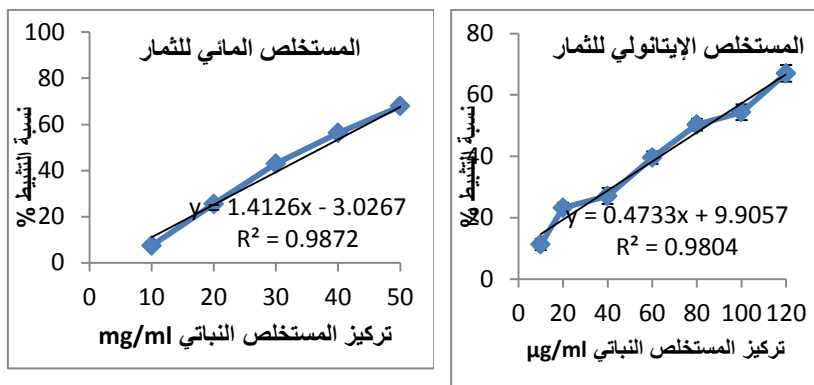 المستخلص المائي للثمار
100
80
60
40
20
0
نسبة التثبيط %
y = 1.4126x - 3.0267
R² = 0.9872
0 10 20 30 40 50
تركيز المستخلص النباتي mg/ml
المستخلص الإيتانولي للثمار
80
60
40
20
0
نسبة التثبيط %
y = 0.4733x + 9.9057
R² = 0.9804
0 20 40 60 80 100 120
تركيز المستخلص النباتي µg/ml